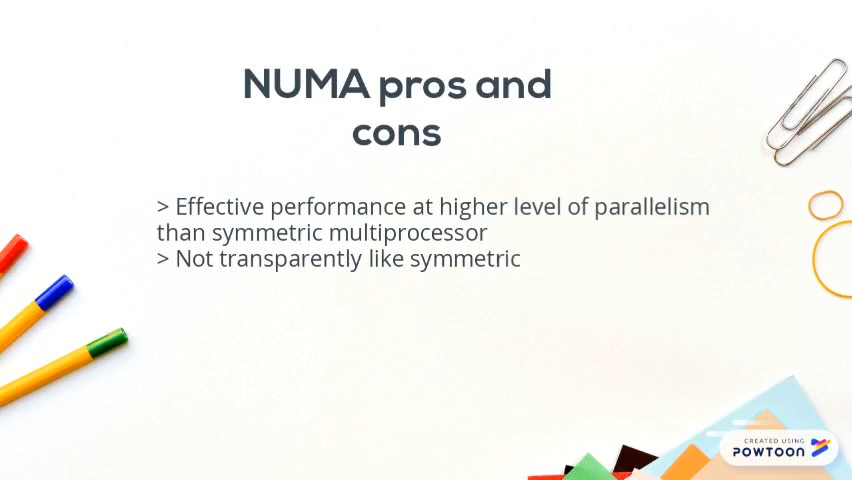 NUMA pros and
cons
> Effective performance at higher level of parallelism
than symmetric multiprocessor
> Not transparently like symmetric
CREATED USING
POWTOON